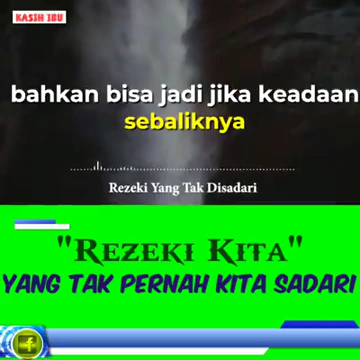 KASIH IBU
bahkan bisa jadi jika keadaan
sebaliknya
Rezeki Yang Tak Disadari
"REZEKI KITA"
YANG TAK PERNAH KITA SADARI